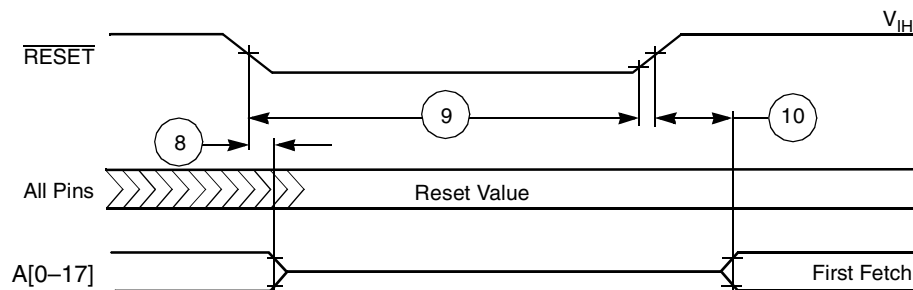 V_IH
RESET
9
10
8
All Pins
Reset Value
A[0–17]
First Fetch